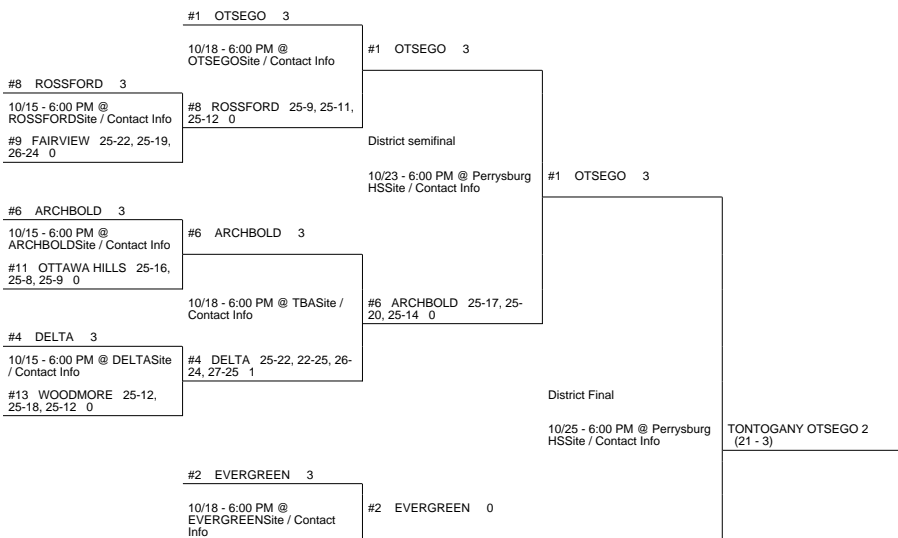 #1 OTSEGO 3
10/18 - 6:00 PM @
OTSEGOSite / Contact Info
#1 OTSEGO 3
#8 ROSSFORD 3
10/15 - 6:00 PM @
ROSSFORDSite / Contact Info
#8 ROSSFORD 25-9, 25-11,
25-12 0
#9 FAIRVIEW 25-22, 25-19,
26-24 0
District semifinal
10/23 - 6:00 PM @ Perrysburg
HSSite / Contact Info
#1 OTSEGO 3
#6 ARCHBOLD 3
10/15 - 6:00 PM @
ARCHBOLDSite / Contact Info
#6 ARCHBOLD 3
#11 OTTAWA HILLS 25-16,
25-8, 25-9 0
10/18 - 6:00 PM @ TBASite /
Contact Info
#6 ARCHBOLD 25-17, 25-
20, 25-14 0
#4 DELTA 3
10/15 - 6:00 PM @ DELTASite
/ Contact Info
#4 DELTA 25-22, 22-25, 26-
24, 27-25 1
#13 WOODMORE 25-12,
25-18, 25-12 0
District Final
10/25 - 6:00 PM @ Perrysburg
HSSite / Contact Info
TONTOGANY OTSEGO 2
(21 - 3)
#2 EVERGREEN 3
10/18 - 6:00 PM @
EVERGREENSite / Contact
Info
#2 EVERGREEN 0